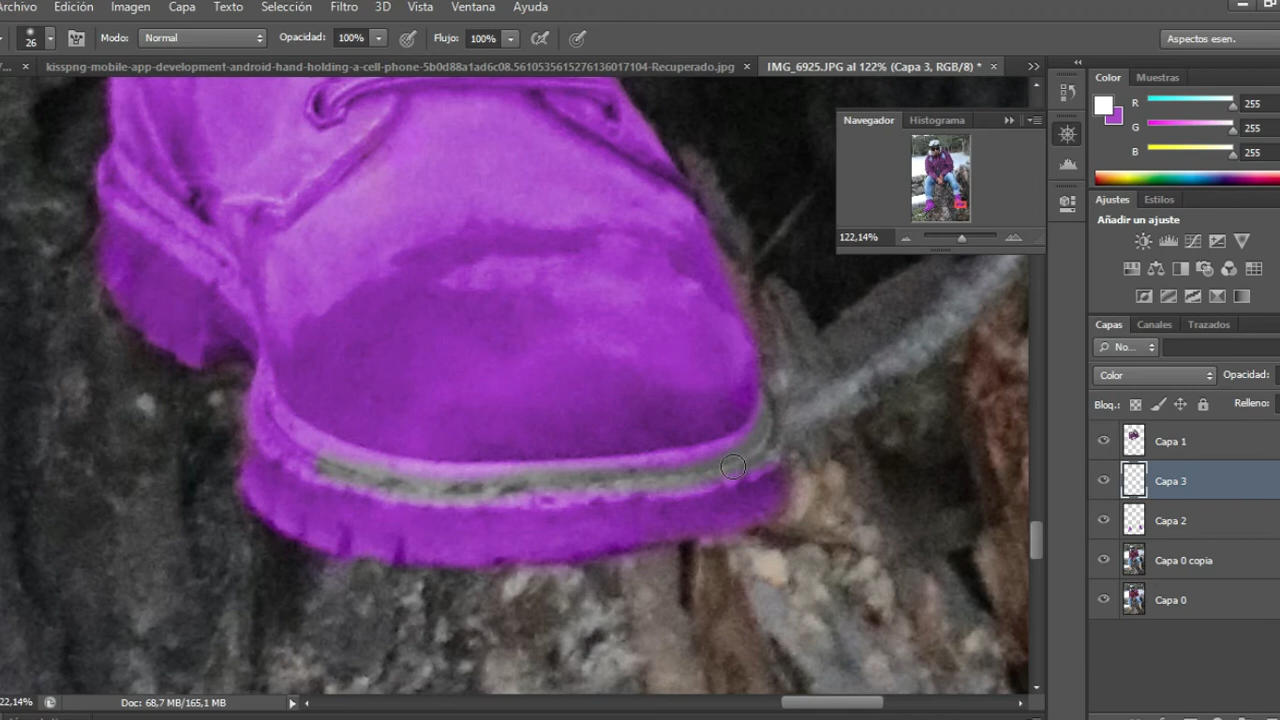 Archivo Edición Imagen Capa Texto Selección Filtro 3D Vista Ventana Ayuda
26 Modo: Normal Opacidad: 100% Flujo: 100% Aspectos esen.
/... × kisspng-mobile-app-development-android-hand-holding-a-cell-phone-5b0d88a1ad6c08.5610535615276136017104-Recuperado.jpg × IMG_6925.JPG al 122% (Capa 3, RGB/8) * ×
Navegador Histograma
122,14%
Color Muestras
R 255
G 255
B 255
Ajustes Estilos
Añadir un ajuste
Capas Canales Trazados
No...
Color Opacidad:
Bloq.: Relleno:
Capa 1
Capa 3
Capa 2
Capa 0 copia
Capa 0
22,14% Doc: 68,7 MB/165,1 MB